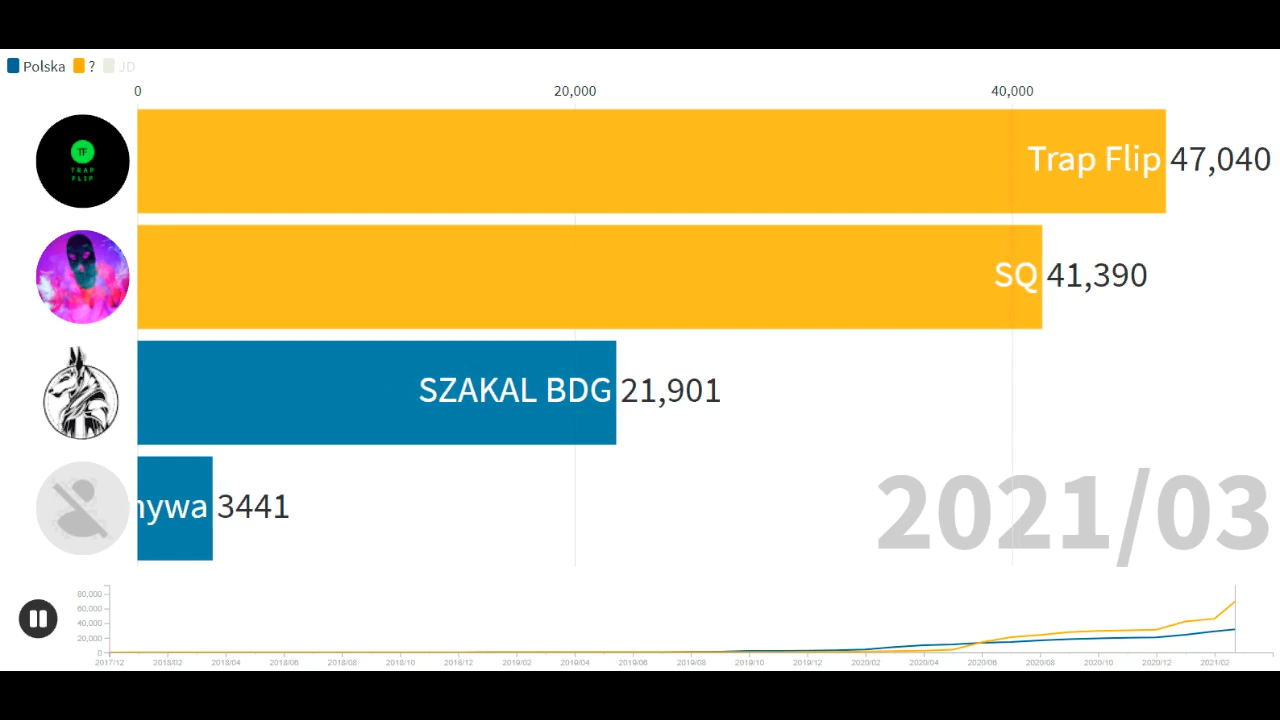 Polska ? JD
0 20,000 40,000
TF
TRAP
FLIP
Trap Flip 47,040
SQ 41,390
SZAKAL BDG 21,901
nywa 3441
2021/03
80,000
60,000
40,000
20,000
0
2017/12 2018/02 2018/04 2018/06 2018/08 2018/10 2018/12 2019/02 2019/04 2019/06 2019/08 2019/10 2019/12 2020/02 2020/04 2020/06 2020/08 2020/10 2020/12 2021/02